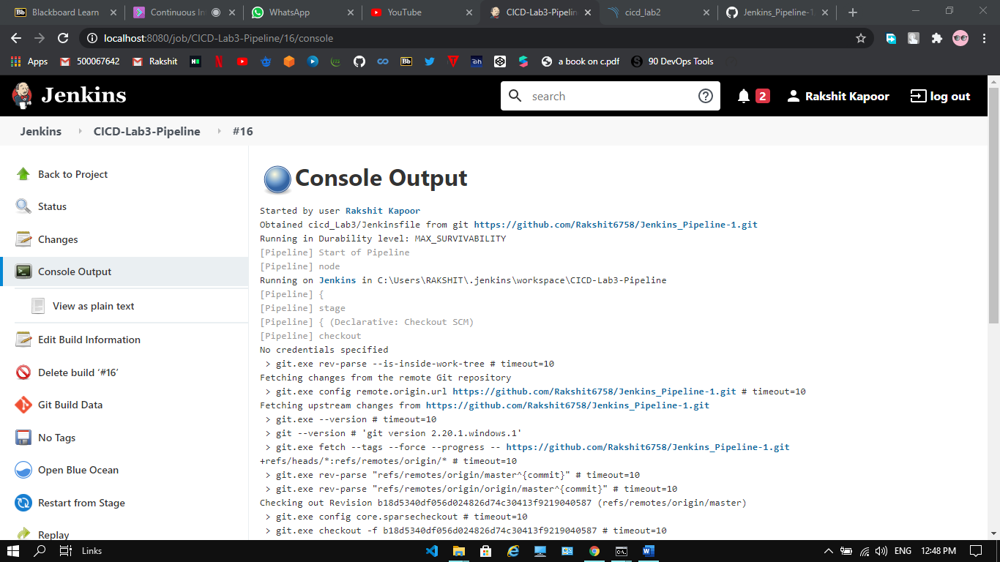 Blackboard Learn
Continuous In
WhatsApp
YouTube
CICD-Lab3-Pipelin
cicd_lab2
Jenkins_Pipeline-1
localhost:8080/job/CICD-Lab3-Pipeline/16/console
Apps 500067642 Rakshit a book on c.pdf 90 DevOps Tools
Jenkins
search
2
Rakshit Kapoor
log out
Jenkins CICD-Lab3-Pipeline #16
Back to Project
Status
Changes
Console Output
View as plain text
Edit Build Information
Delete build ‘#16’
Git Build Data
No Tags
Open Blue Ocean
Restart from Stage
Replay
Console Output
Started by user Rakshit Kapoor
Obtained cicd_Lab3/Jenkinsfile from git https://github.com/Rakshit6758/Jenkins_Pipeline-1.git
Running in Durability level: MAX_SURVIVABILITY
[Pipeline] Start of Pipeline
[Pipeline] node
Running on Jenkins in C:\Users\RAKSHIT\.jenkins\workspace\CICD-Lab3-Pipeline
[Pipeline] {
[Pipeline] stage
[Pipeline] { (Declarative: Checkout SCM)
[Pipeline] checkout
No credentials specified
> git.exe rev-parse --is-inside-work-tree # timeout=10
Fetching changes from the remote Git repository
> git.exe config remote.origin.url https://github.com/Rakshit6758/Jenkins_Pipeline-1.git # timeout=10
Fetching upstream changes from https://github.com/Rakshit6758/Jenkins_Pipeline-1.git
> git.exe --version # timeout=10
> git --version # 'git version 2.20.1.windows.1'
> git.exe fetch --tags --force --progress -- https://github.com/Rakshit6758/Jenkins_Pipeline-1.git
+refs/heads/*:refs/remotes/origin/* # timeout=10
> git.exe rev-parse "refs/remotes/origin/master^{commit}" # timeout=10
> git.exe rev-parse "refs/remotes/origin/origin/master^{commit}" # timeout=10
Checking out Revision b18d5340df056d024826d74c30413f9219040587 (refs/remotes/origin/master)
> git.exe config core.sparsecheckout # timeout=10
> git.exe checkout -f b18d5340df056d024826d74c30413f9219040587 # timeout=10
Links
ENG 12:48 PM